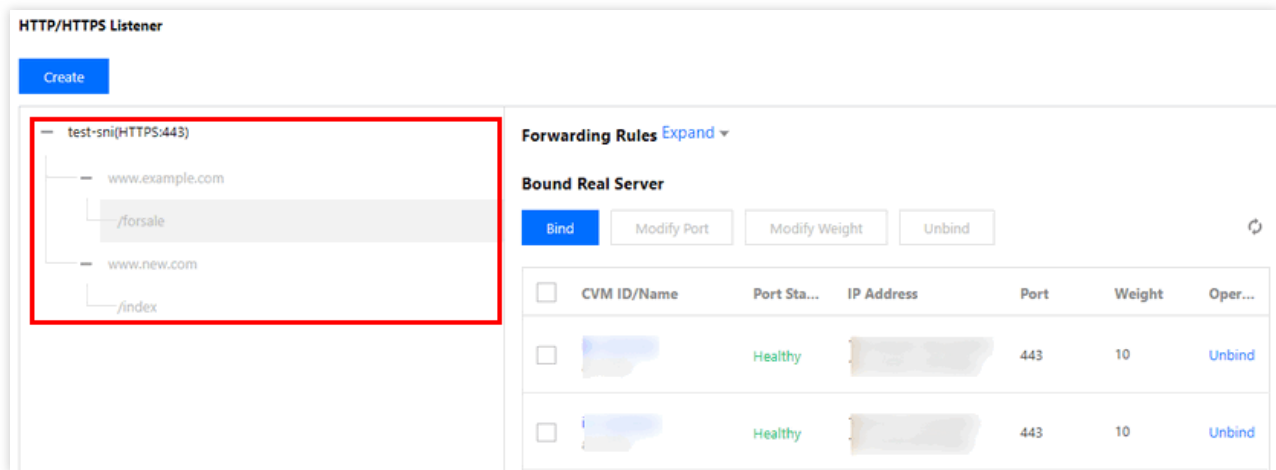 HTTP/HTTPS Listener
Create
test-sni(HTTPS:443)
www.example.com
/forsale
www.new.com
/index
Forwarding Rules Expand
Bound Real Server
Bind Modify Port Modify Weight Unbind
CVM ID/Name Port Sta... IP Address Port Weight Oper...
Healthy 443 10 Unbind
Healthy 443 10 Unbind